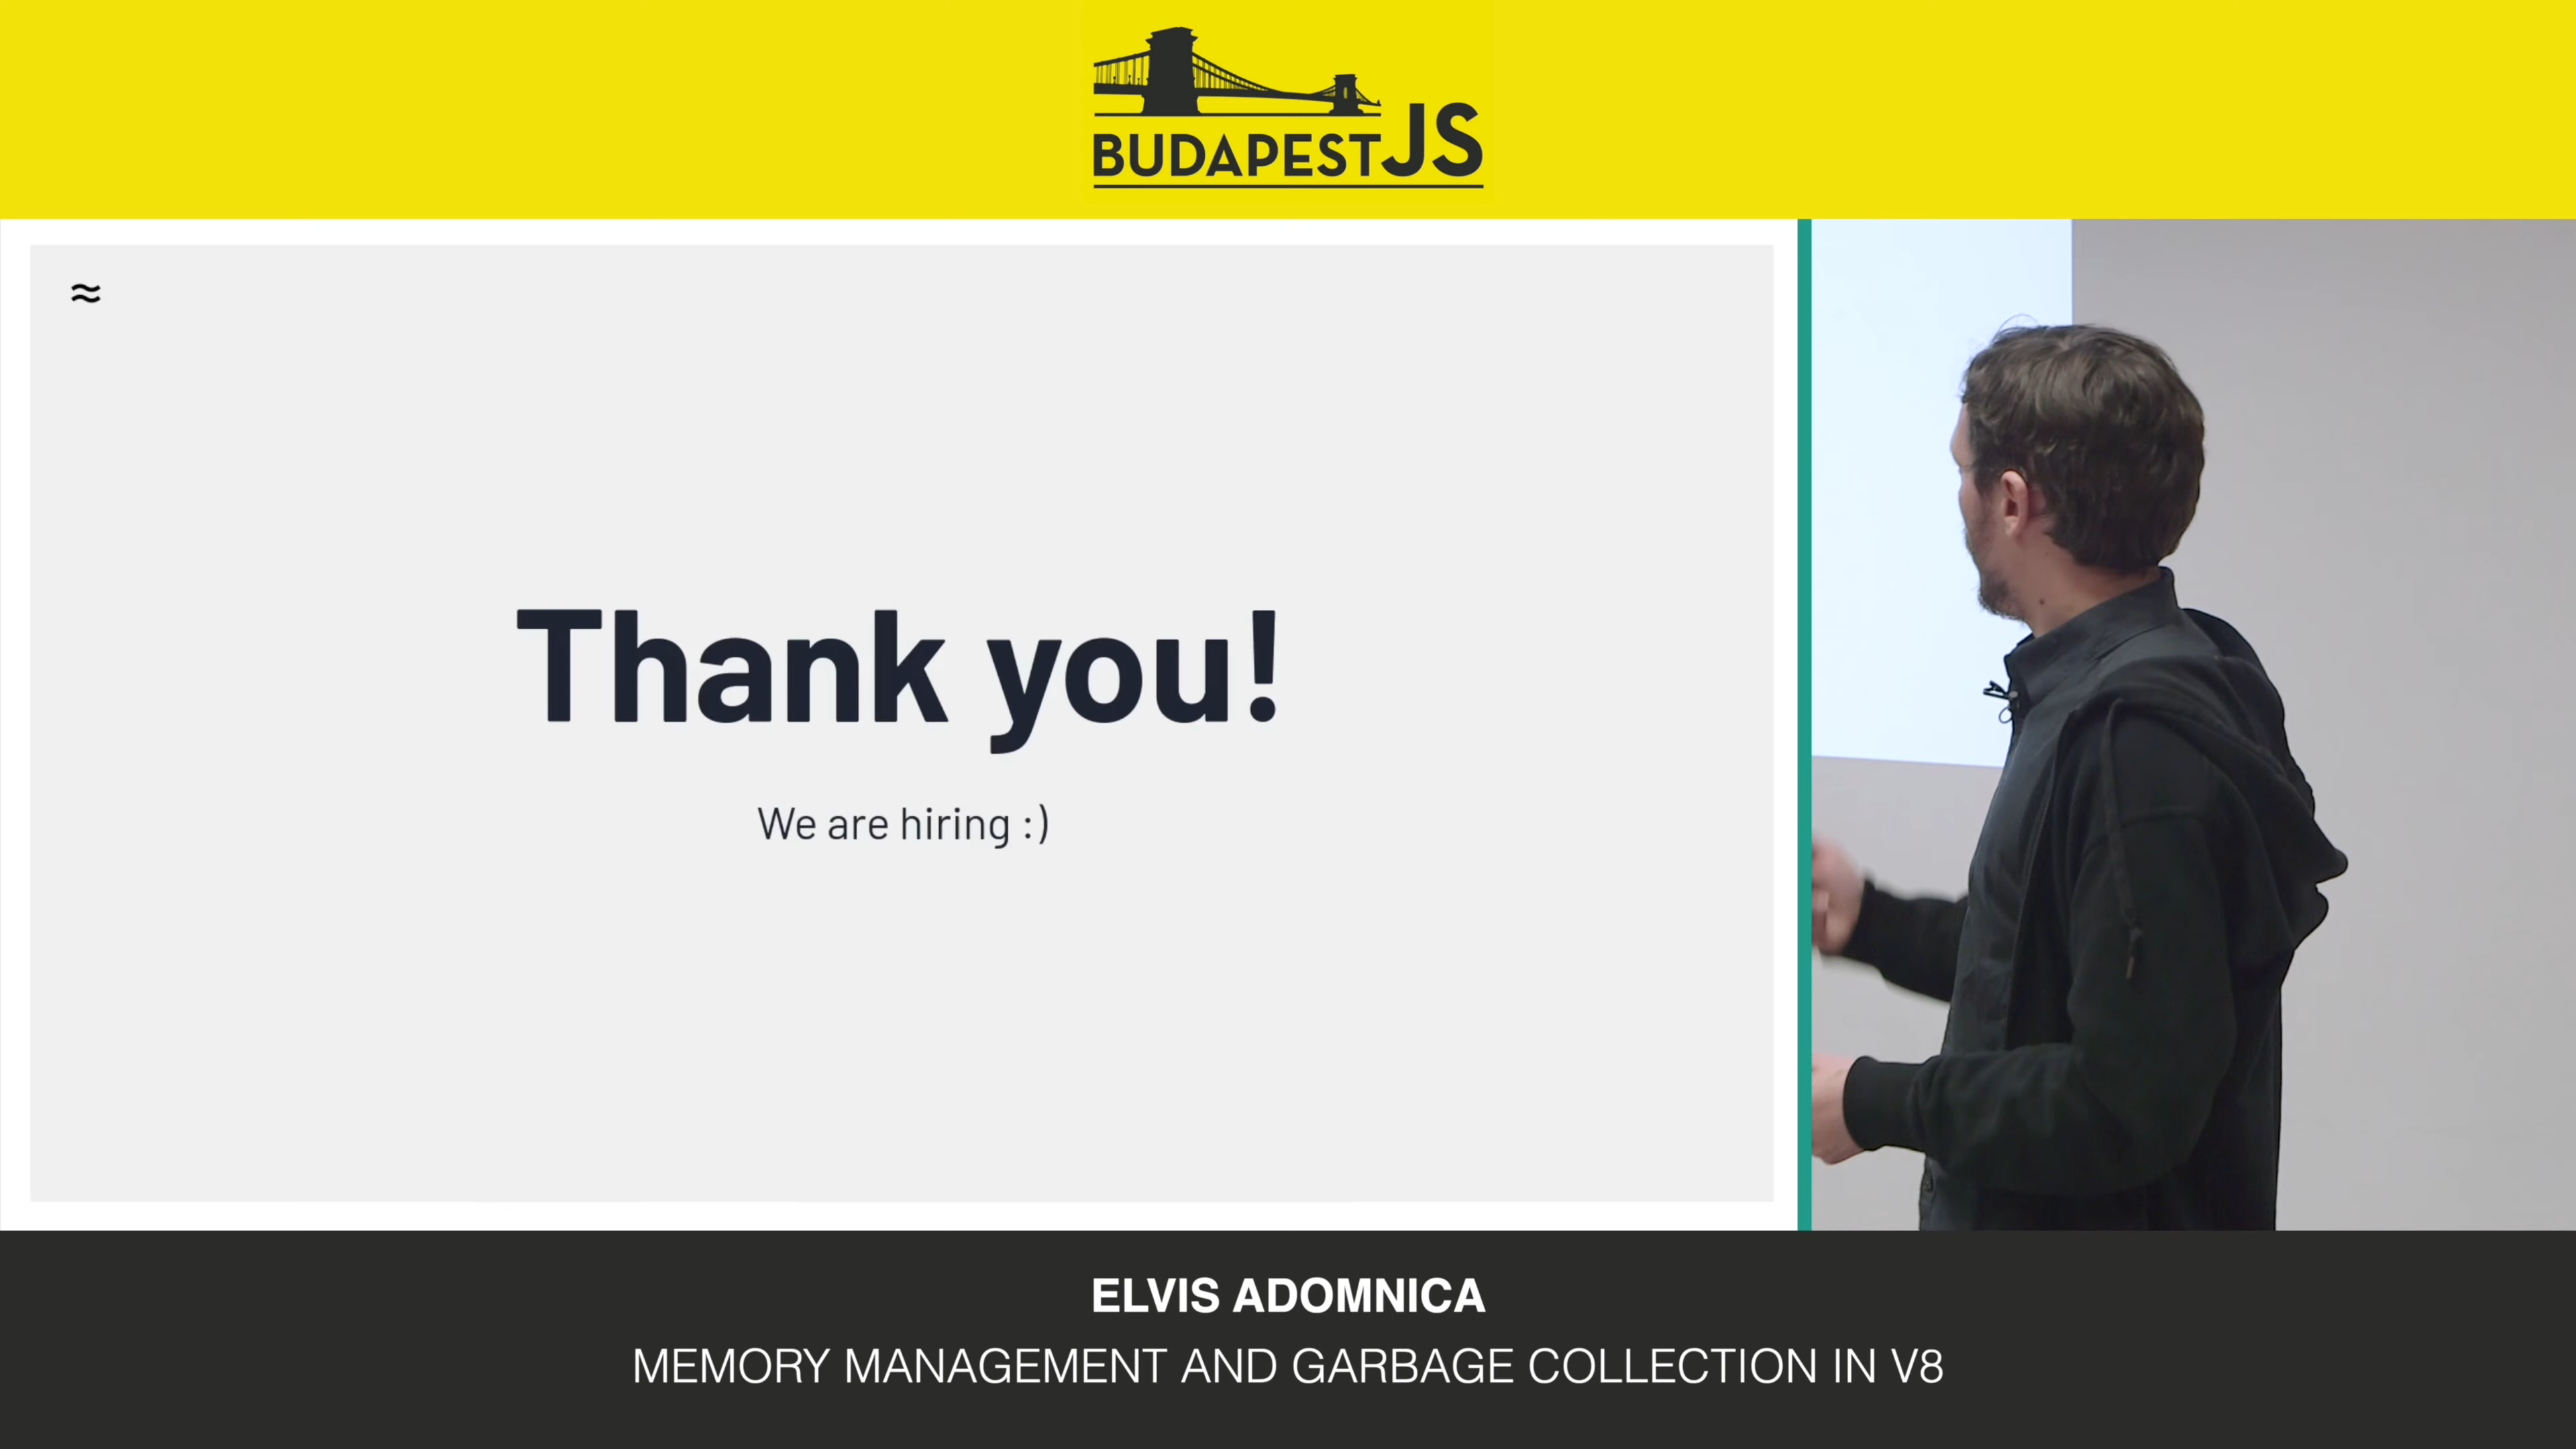 BUDAPESTJS
≈
Thank you!
We are hiring :)
ELVIS ADOMNICA
MEMORY MANAGEMENT AND GARBAGE COLLECTION IN V8